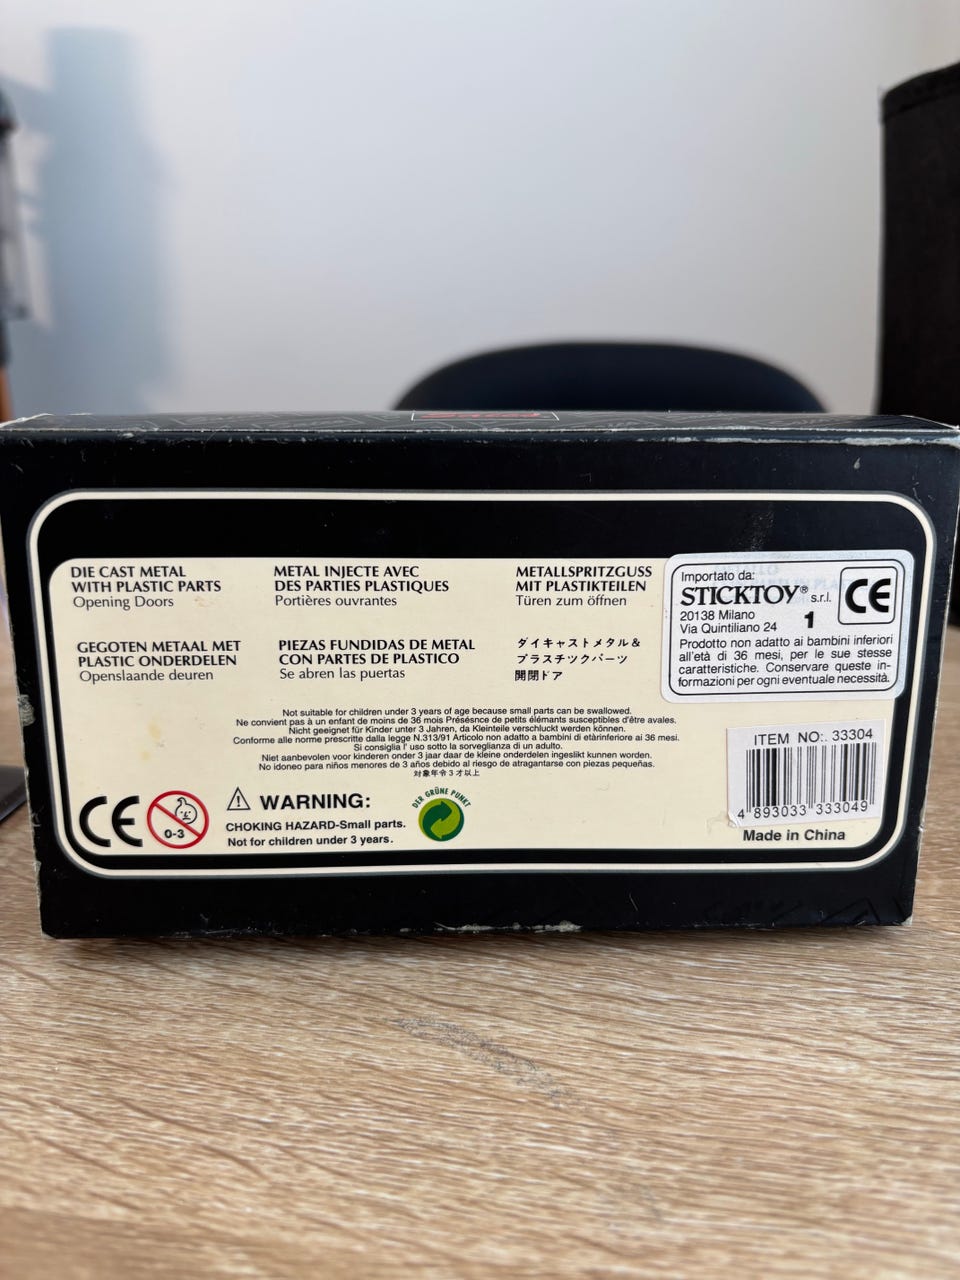 DIE CAST METAL
WITH PLASTIC PARTS
Opening Doors
METAL INJECTE AVEC
DES PARTIES PLASTIQUES
Portières ouvrantes
METALLSPRITZGUSS
MIT PLASTIKTEILEN
Türen zum öffnen
GEGOTEN METAAL MET
PLASTIC ONDERDELEN
Openslaande deuren
PIEZAS FUNDIDAS DE METAL
CON PARTES DE PLASTICO
Se abren las puertas
ダイキャストメタル&
プラスチックパーツ
開閉ドア
Importato da:
STICKTOY® s.r.l.
20138 Milano
Via Quintiliano 24
1
CE
Prodotto non adatto ai bambini inferiori
all'età di 36 mesi, per le sue stesse
caratteristiche. Conservare queste in-
formazioni per ogni eventuale necessità.
Not suitable for children under 3 years of age because small parts can be swallowed.
Ne convient pas à un enfant de moins de 36 mois Présésnce de petits élémants susceptibles d'être avales.
Nicht geeignet für Kinder unter 3 Jahren, da Kleinteile verschluckt werden können.
Conforme alle norme prescritte dalla legge N.313/91 Articolo non adatto a bambini di etàrinferiore ai 36 mesi.
Si consiglia l' uso sotto la sorveglianza di un adulto.
Niet aanbevolen voor kinderen onder 3 jaar daar de kleine onderdelen ingeslikt kunnen worden.
No idoneo para niños menores de 3 años debido al riesgo de atragantarse con piezas pequeñas.
対象年令3才以上
CE
0-3
WARNING:
CHOKING HAZARD-Small parts.
Not for children under 3 years.
DER GRÜNE PUNKT
ITEM NO:. 33304
4 893033 333049
Made in China